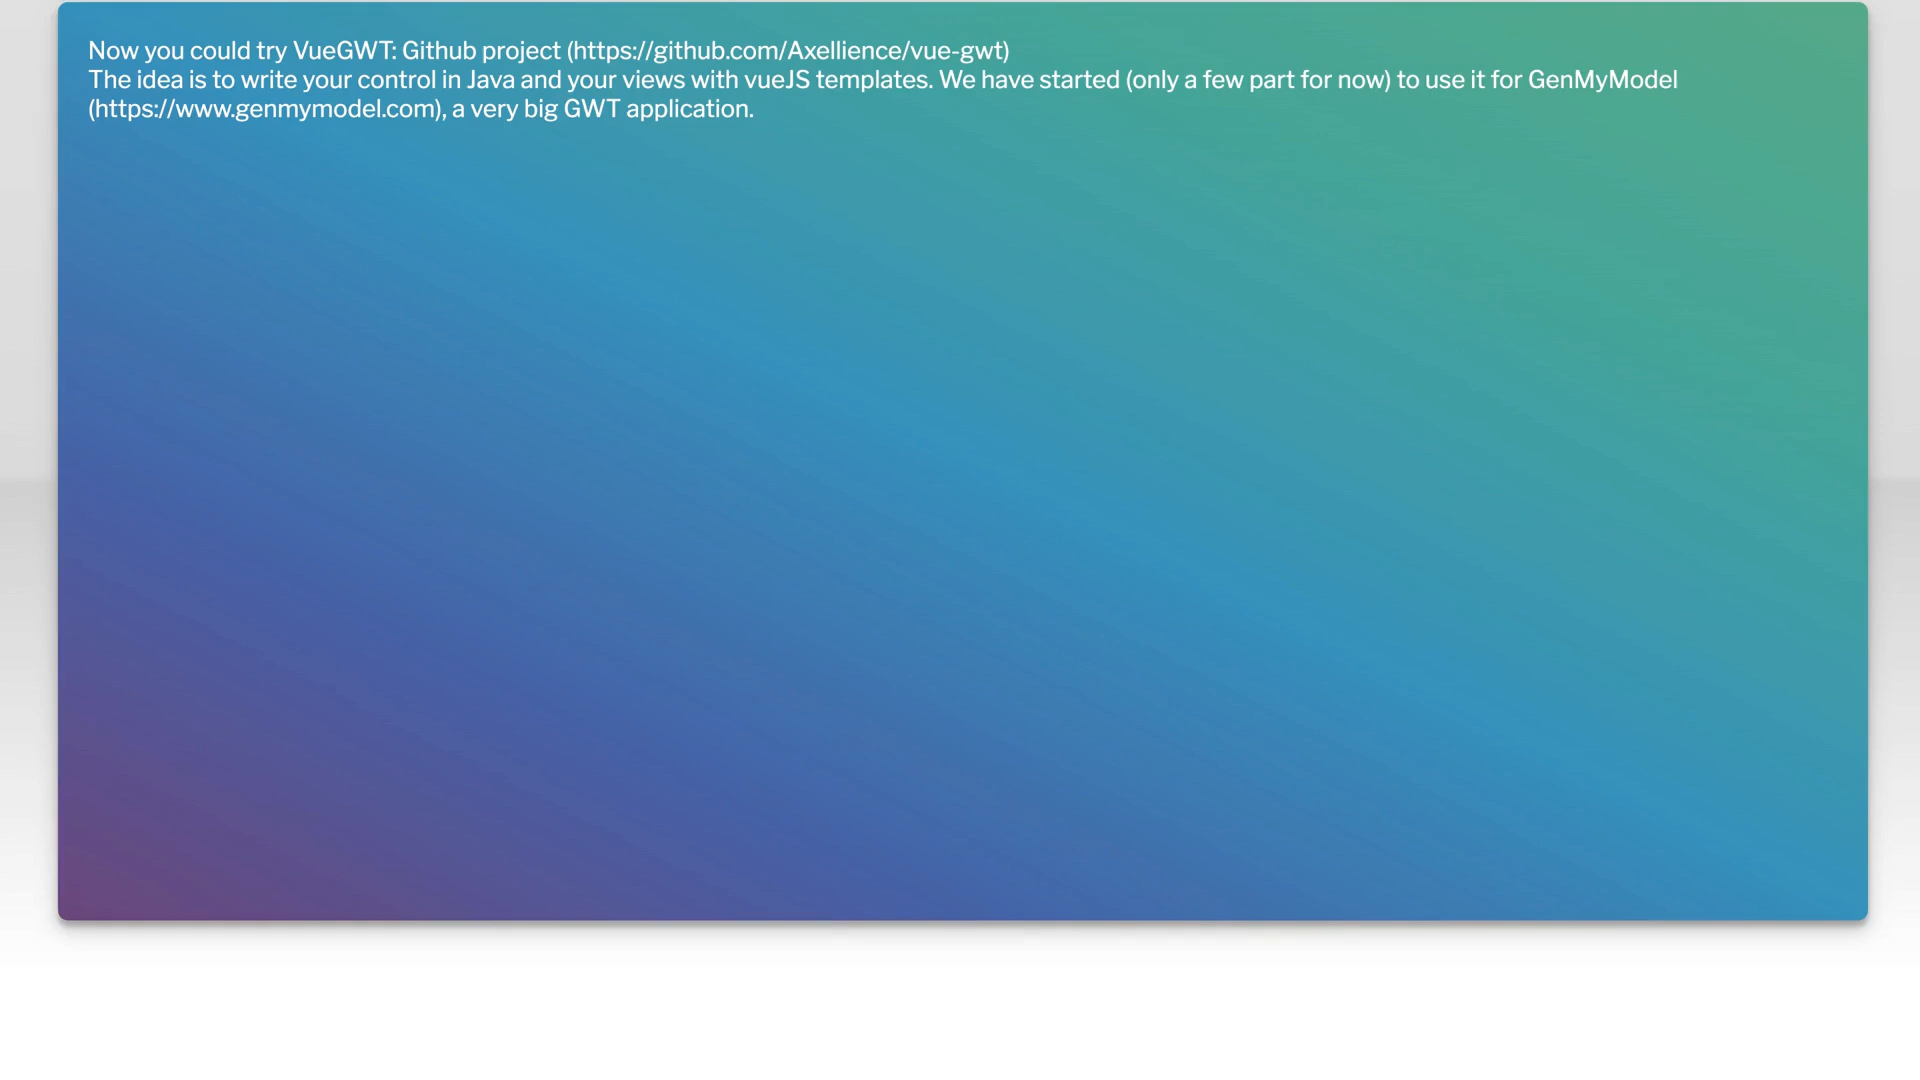 Now you could try VueGWT: Github project (https://github.com/Axellience/vue-gwt)
The idea is to write your control in Java and your views with vueJS templates. We have started (only a few part for now) to use it for GenMyModel
(https://www.genmymodel.com), a very big GWT application.